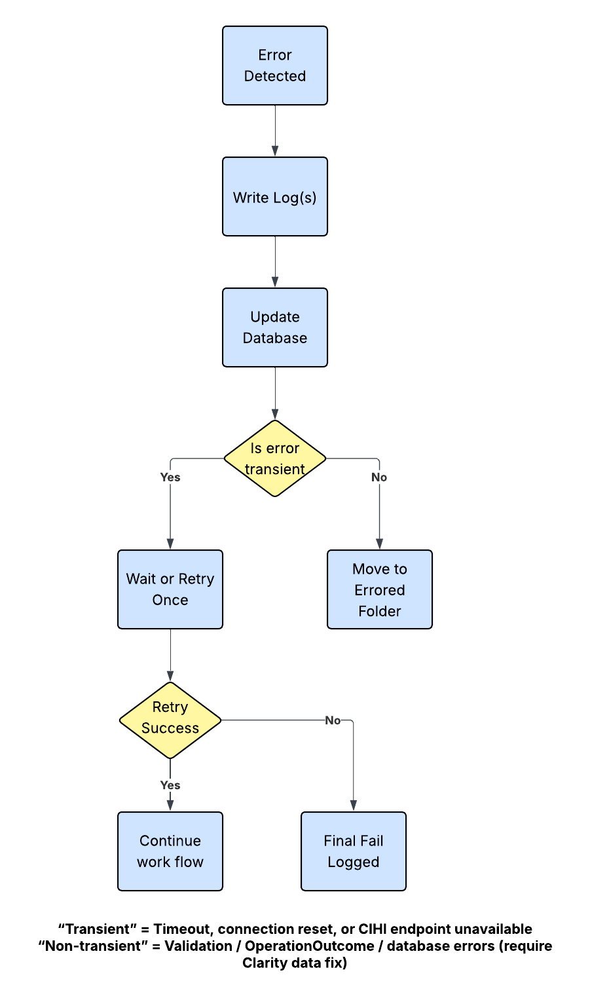 Error
Detected
Write Log(s)
Update
Database
Is error
transient
Yes
No
Wait or Retry
Once
Move to
Errored
Folder
Retry
Success
No
Yes
Continue
work flow
Final Fail
Logged
“Transient” = Timeout, connection reset, or CIHI endpoint unavailable
“Non-transient” = Validation / OperationOutcome / database errors (require
Clarity data fix)